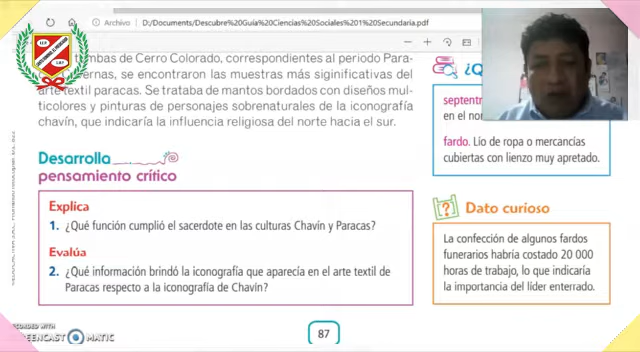 Archivo
D:/Documents/Descubre%20Guía%20Ciencias%20Sociales%201%20Secundaria.pdf
tumbas de Cerro Colorado, correspondientes al periodo Para-
se encontraron las muestras más siginificativas del
arte textil paracas. Se trataba de mantos bordados con diseños mul-
ticolores y pinturas de personajes sobrenaturales de la iconografía
chavín, que indicaría la influencia religiosa del norte hacia el sur.
Desarrolla
pensamiento crítico
Explica
1. ¿Qué función cumplió el sacerdote en las culturas Chavín y Paracas?
Evalúa
2. ¿Qué información brindó la iconografía que aparecía en el arte textil de
Paracas respecto a la iconografía de Chavín?
87
¿Q
septentr
en el nor
fardo. Lío de ropa o mercancías
cubiertas con lienzo muy apretado.
Dato curioso
La confección de algunos fardos
funerarios habría costado 20 000
horas de trabajo, lo que indicaría
la importancia del líder enterrado.
RECORDED WITH
SCREENCAST MATIC